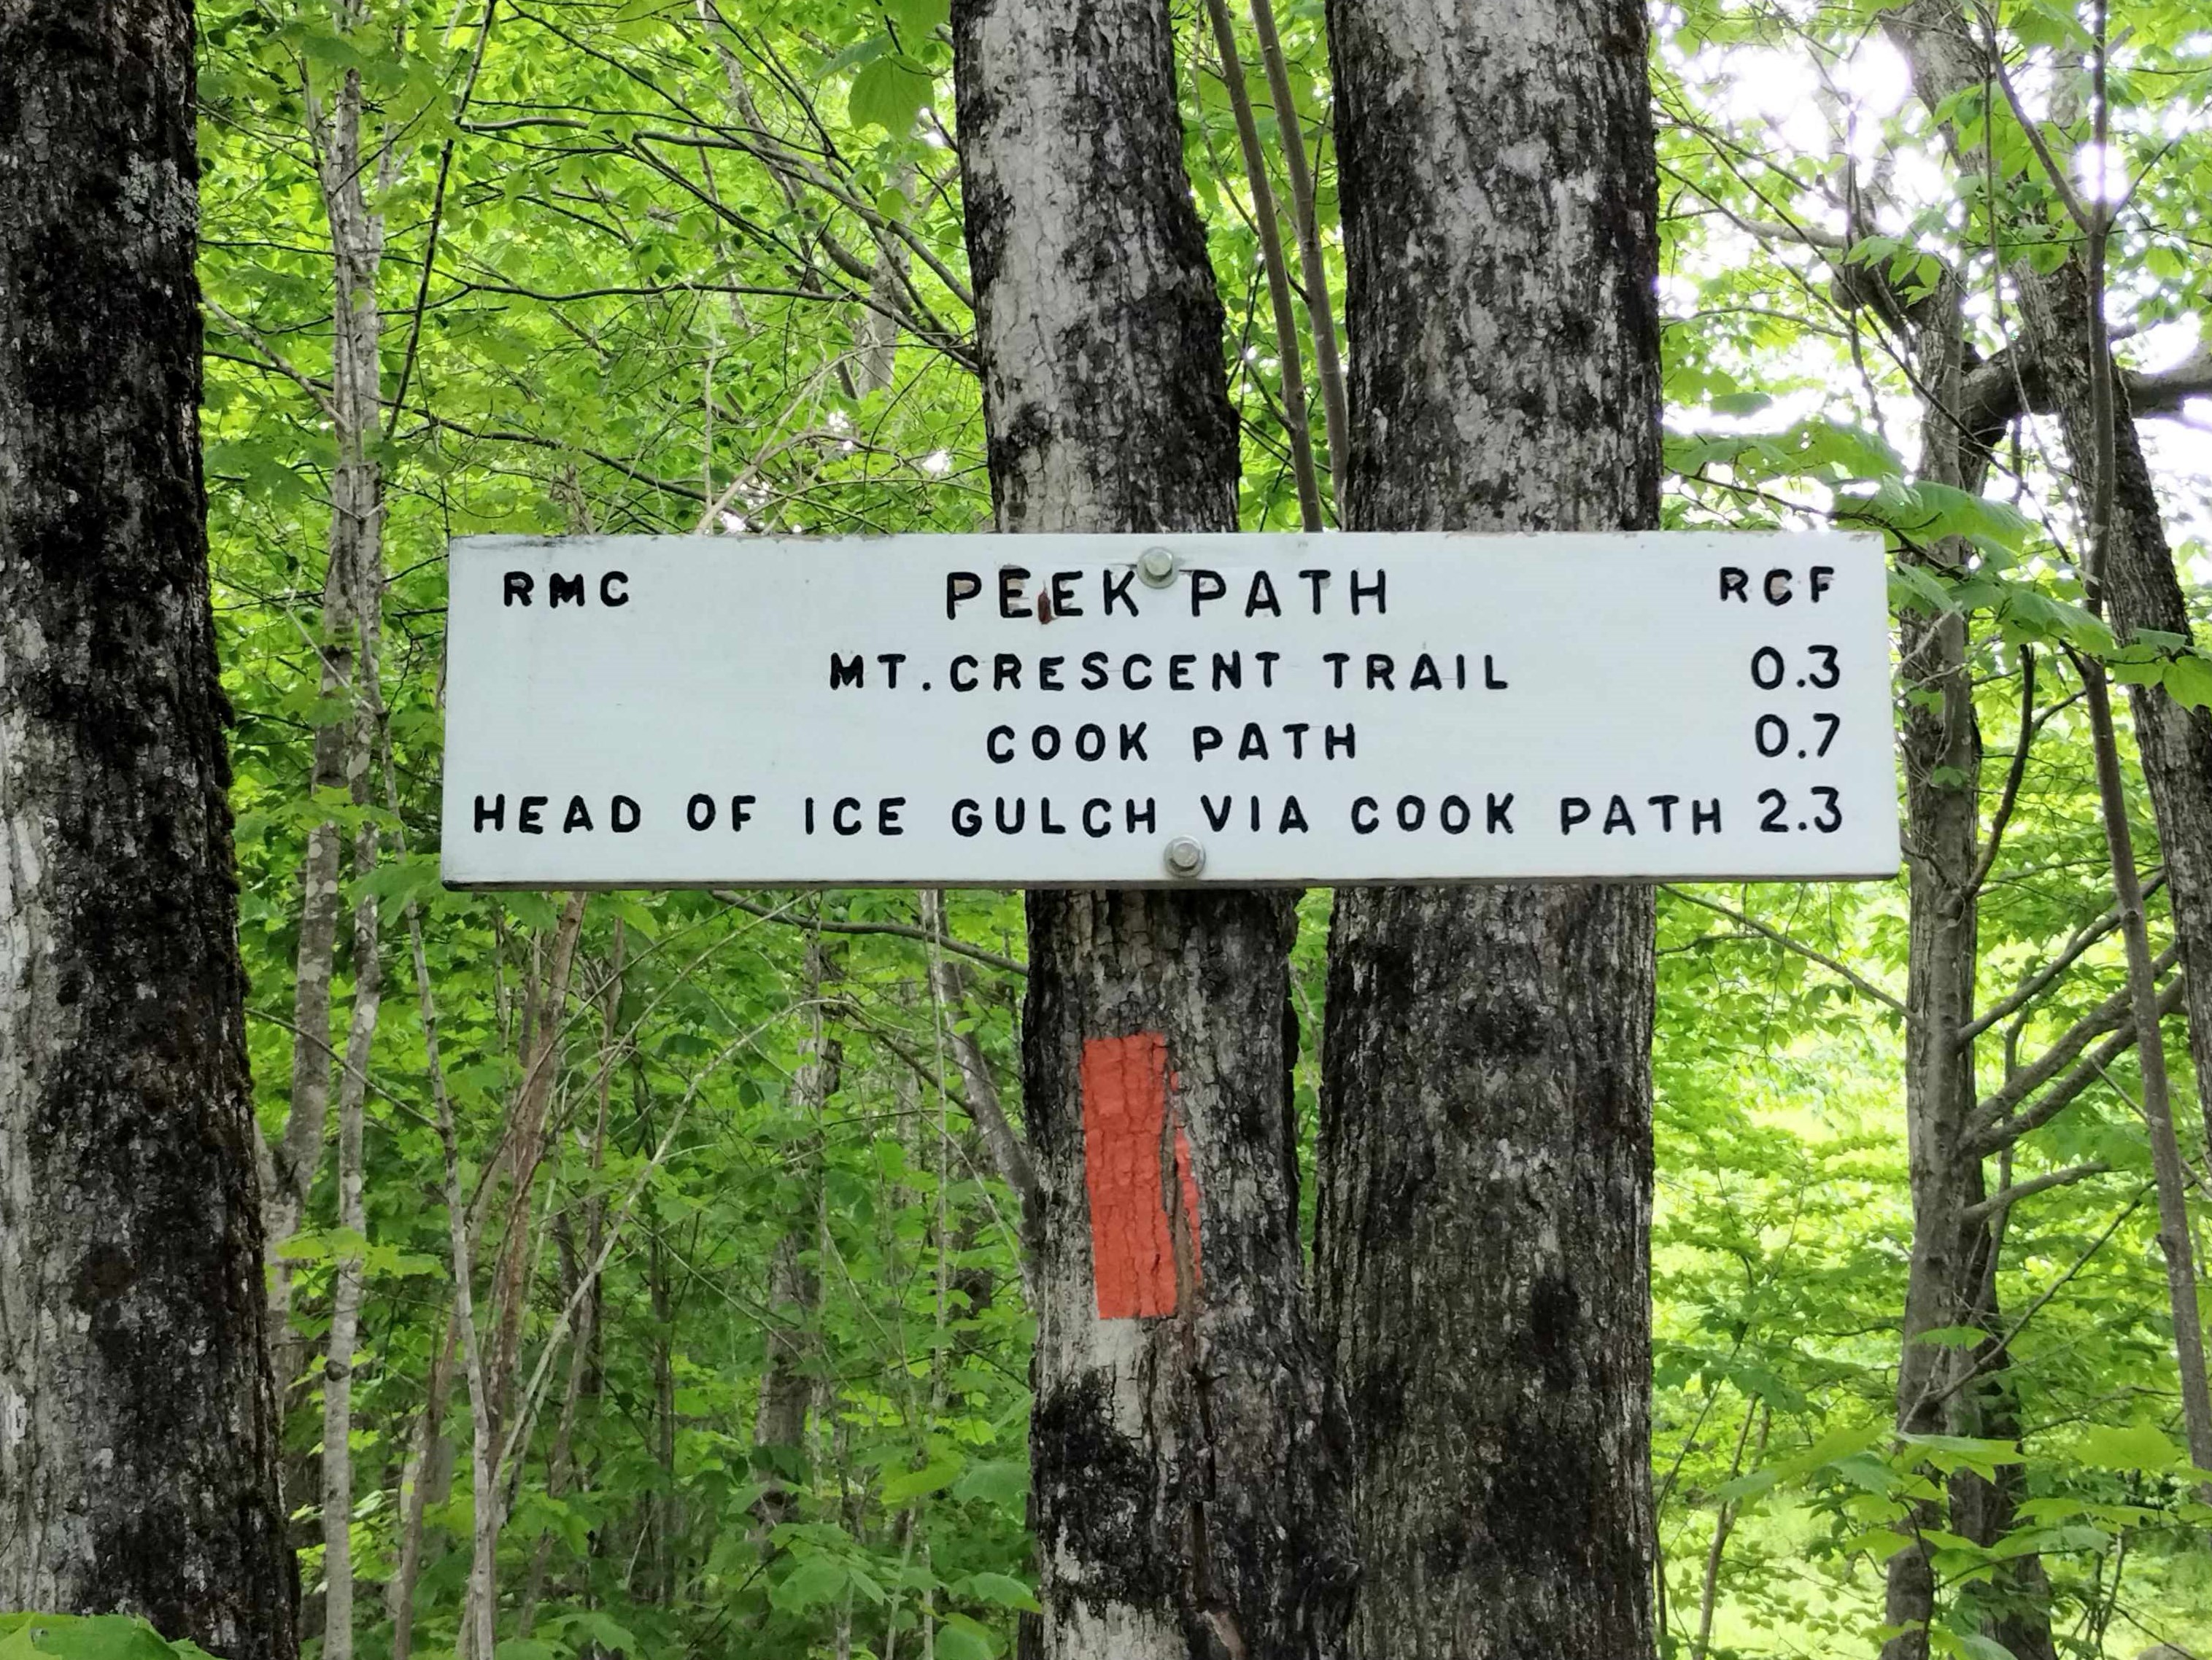 RMC PEEK PATH RCF
MT. CRESCENT TRAIL 0.3
COOK PATH 0.7
HEAD OF ICE GULCH VIA COOK PATH 2.3